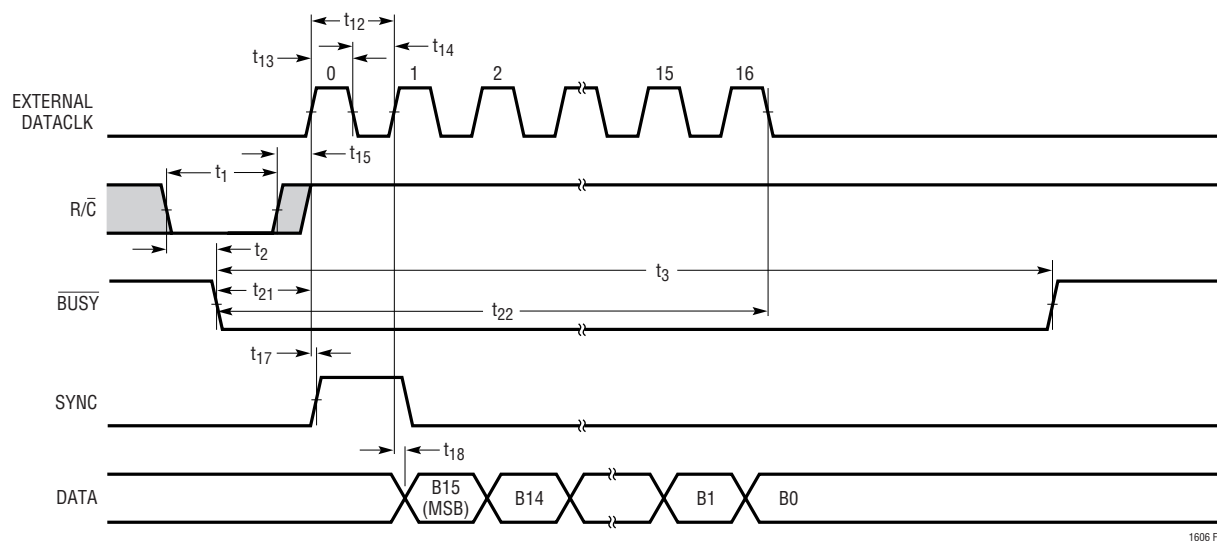 t12
t13
t14
0 1 2 15 16
EXTERNAL
DATACLK
t15
t1
R/C̅
t2
t3
t21
B̅U̅S̅Y̅
t22
t17
SYNC
t18
DATA
B15
(MSB)
B14 B1 B0
1606 F